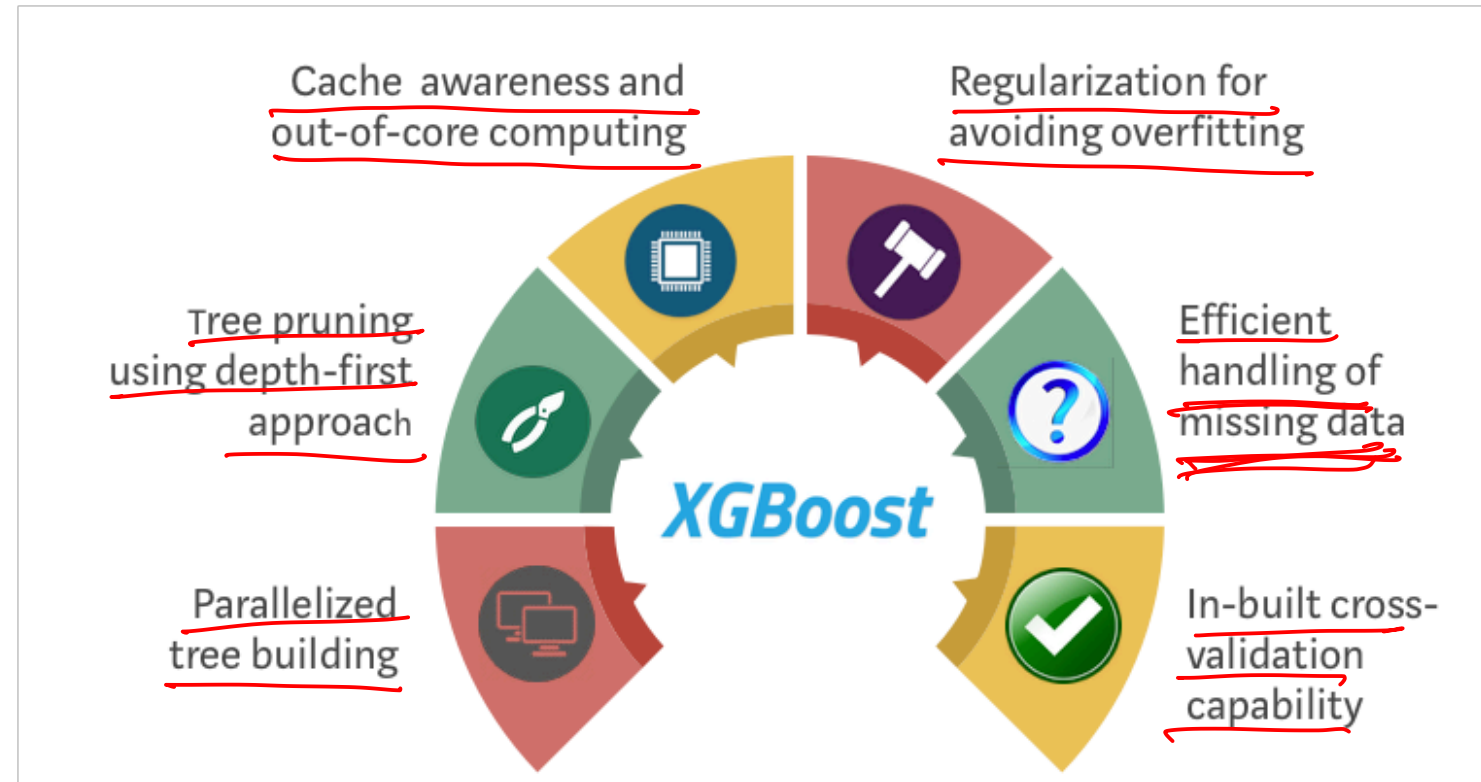 Cache awareness and
out-of-core computing
Regularization for
avoiding overfitting
Tree pruning
using depth-first
approach
Efficient
handling of
missing data
XGBoost
Parallelized
tree building
In-built cross-
validation
capability